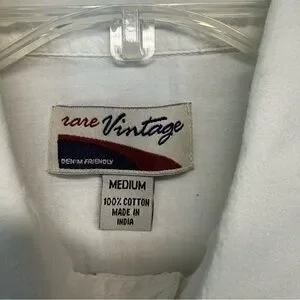 rare Vintage
DENIM FRIENDLY
MEDIUM
100% COTTON
MADE IN
INDIA